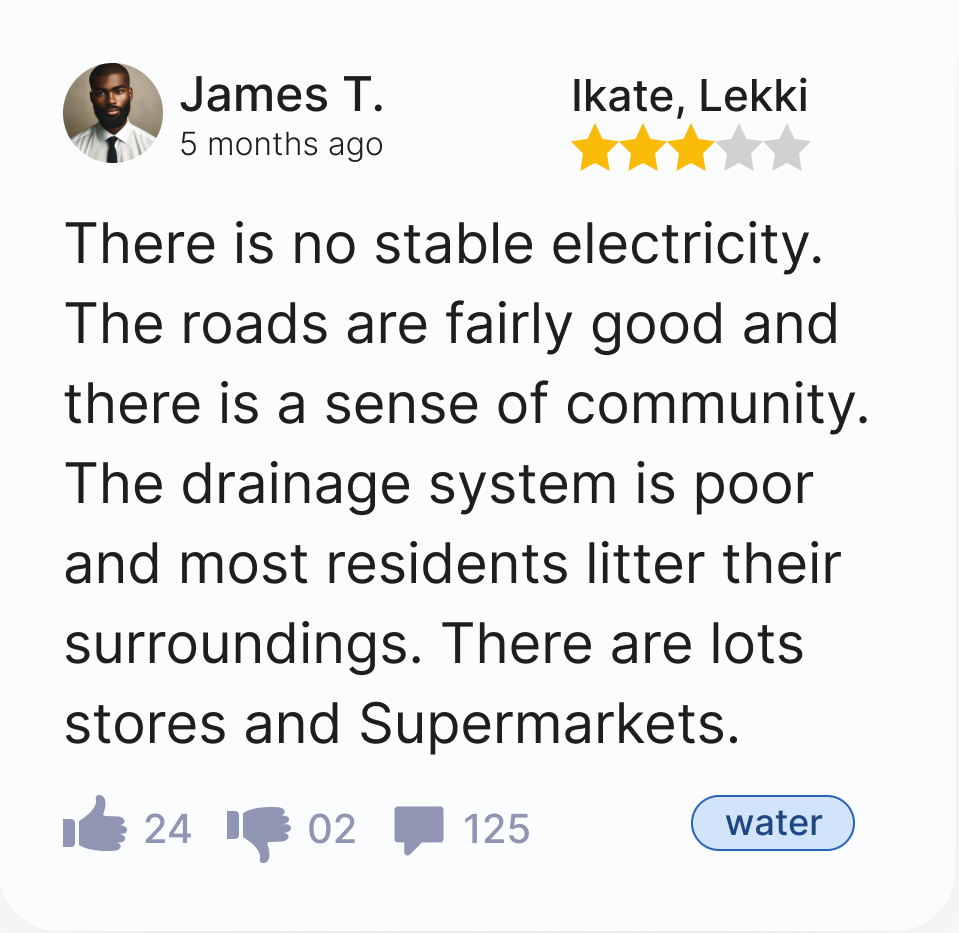 James T.
Ikate, Lekki
5 months ago
There is no stable electricity.
The roads are fairly good and
there is a sense of community.
The drainage system is poor
and most residents litter their
surroundings. There are lots
stores and Supermarkets.
24 02 125
water